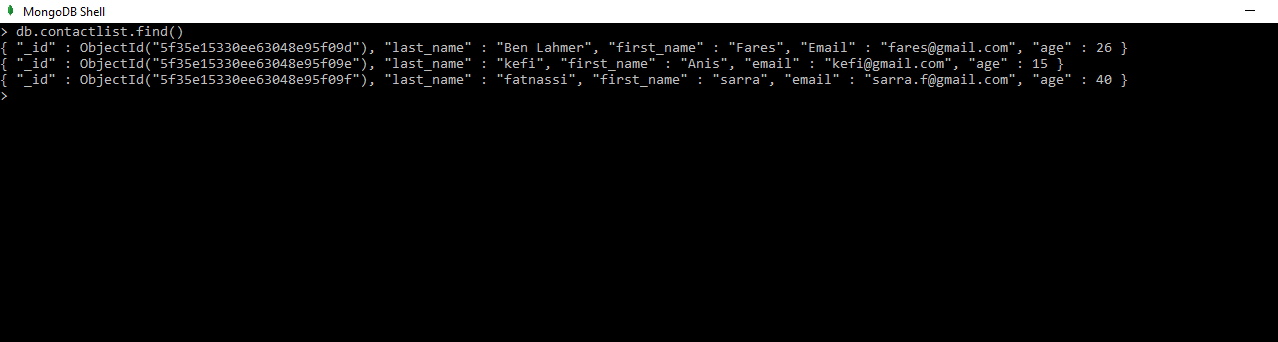 MongoDB Shell
> db.contactlist.find()
{ "_id" : ObjectId("5f35e15330ee63048e95f09d"), "last_name" : "Ben Lahmer", "first_name" : "Fares", "Email" : "fares@gmail.com", "age" : 26 }
{ "_id" : ObjectId("5f35e15330ee63048e95f09e"), "last_name" : "kefi", "first_name" : "Anis", "email" : "kefi@gmail.com", "age" : 15 }
{ "_id" : ObjectId("5f35e15330ee63048e95f09f"), "last_name" : "fatnassi", "first_name" : "sarra", "email" : "sarra.f@gmail.com", "age" : 40 }
>